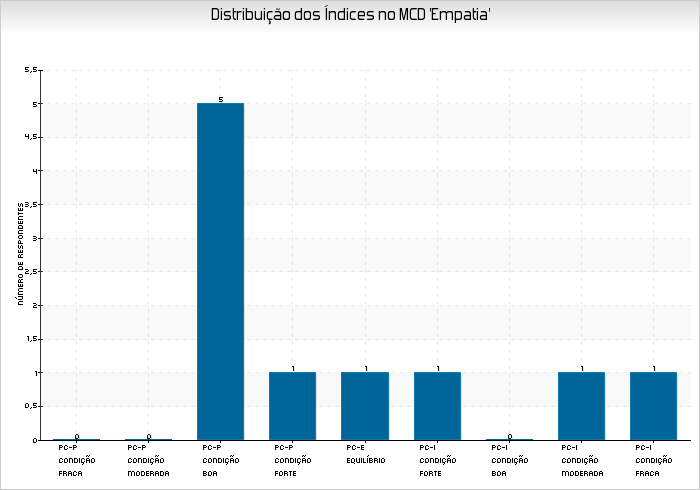 Distribuição dos Índices no MCD 'Empatia'
NÚMERO DE RESPONDENTES
5,5
5
4,5
4
3,5
3
2,5
2
1,5
1
0,5
0
0
0
5
1
1
1
0
1
1
PC-P CONDIÇÃO FRACA
PC-P CONDIÇÃO MODERADA
PC-P CONDIÇÃO BOA
PC-P CONDIÇÃO FORTE
PC-E EQUILÍBRIO
PC-I CONDIÇÃO FORTE
PC-I CONDIÇÃO BOA
PC-I CONDIÇÃO MODERADA
PC-I CONDIÇÃO FRACA